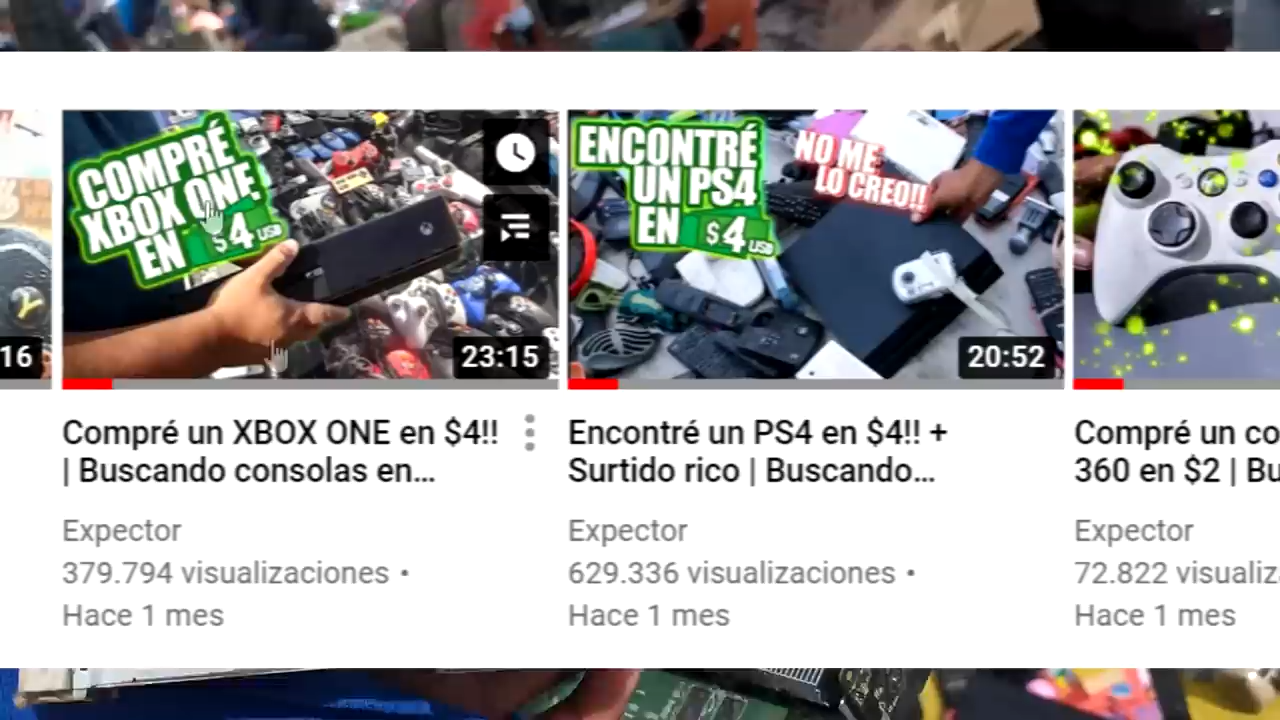 COMPRÉ
XBOX ONE
EN $4 USB
23:15
ENCONTRÉ
UN PS4
EN $4 USB
NO ME
LO CREO!!
20:52
16
Compré un XBOX ONE en $4!!
| Buscando consolas en...
Expector
379.794 visualizaciones •
Hace 1 mes
Encontré un PS4 en $4!! +
Surtido rico | Buscando...
Expector
629.336 visualizaciones •
Hace 1 mes
Compré un co
360 en $2 | Bu
Expector
72.822 visualiz
Hace 1 mes